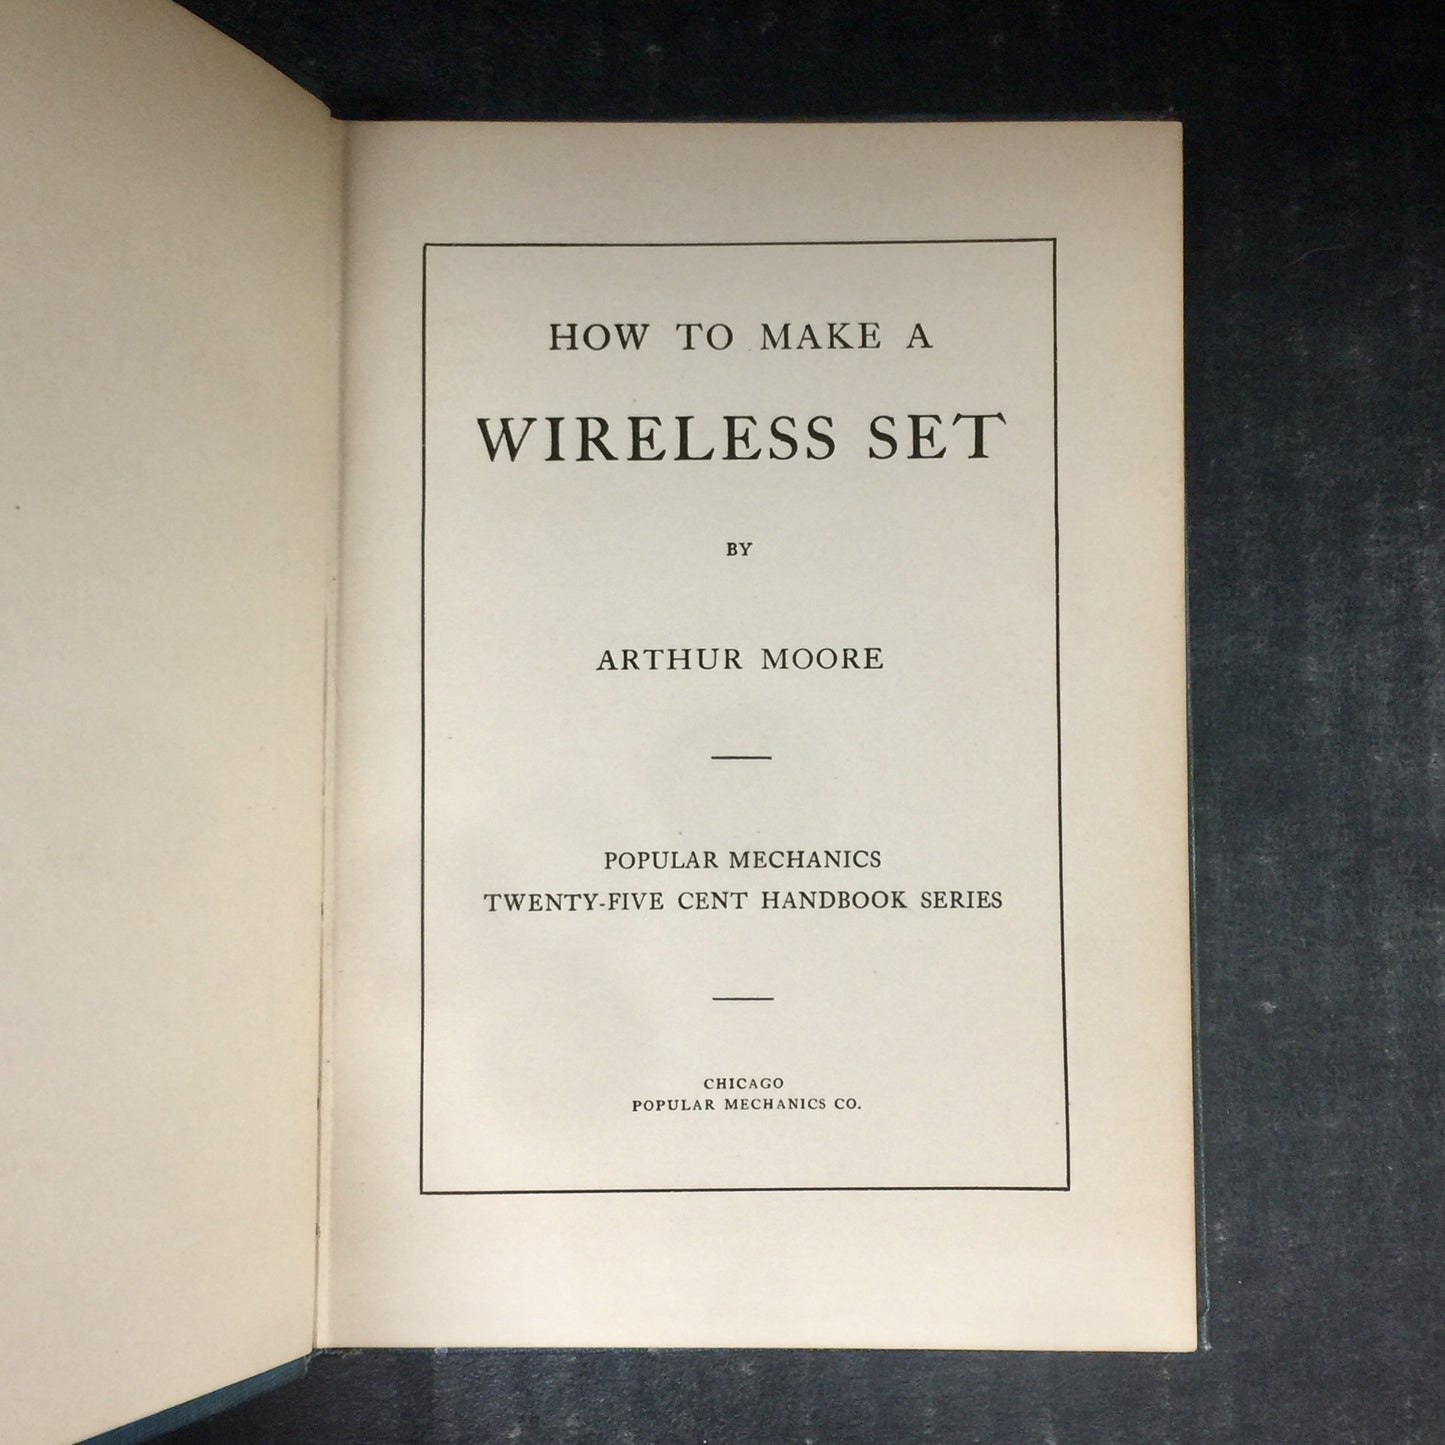 HOW TO MAKE A
WIRELESS SET
BY
ARTHUR MOORE
POPULAR MECHANICS
TWENTY-FIVE CENT HANDBOOK SERIES
CHICAGO
POPULAR MECHANICS CO.